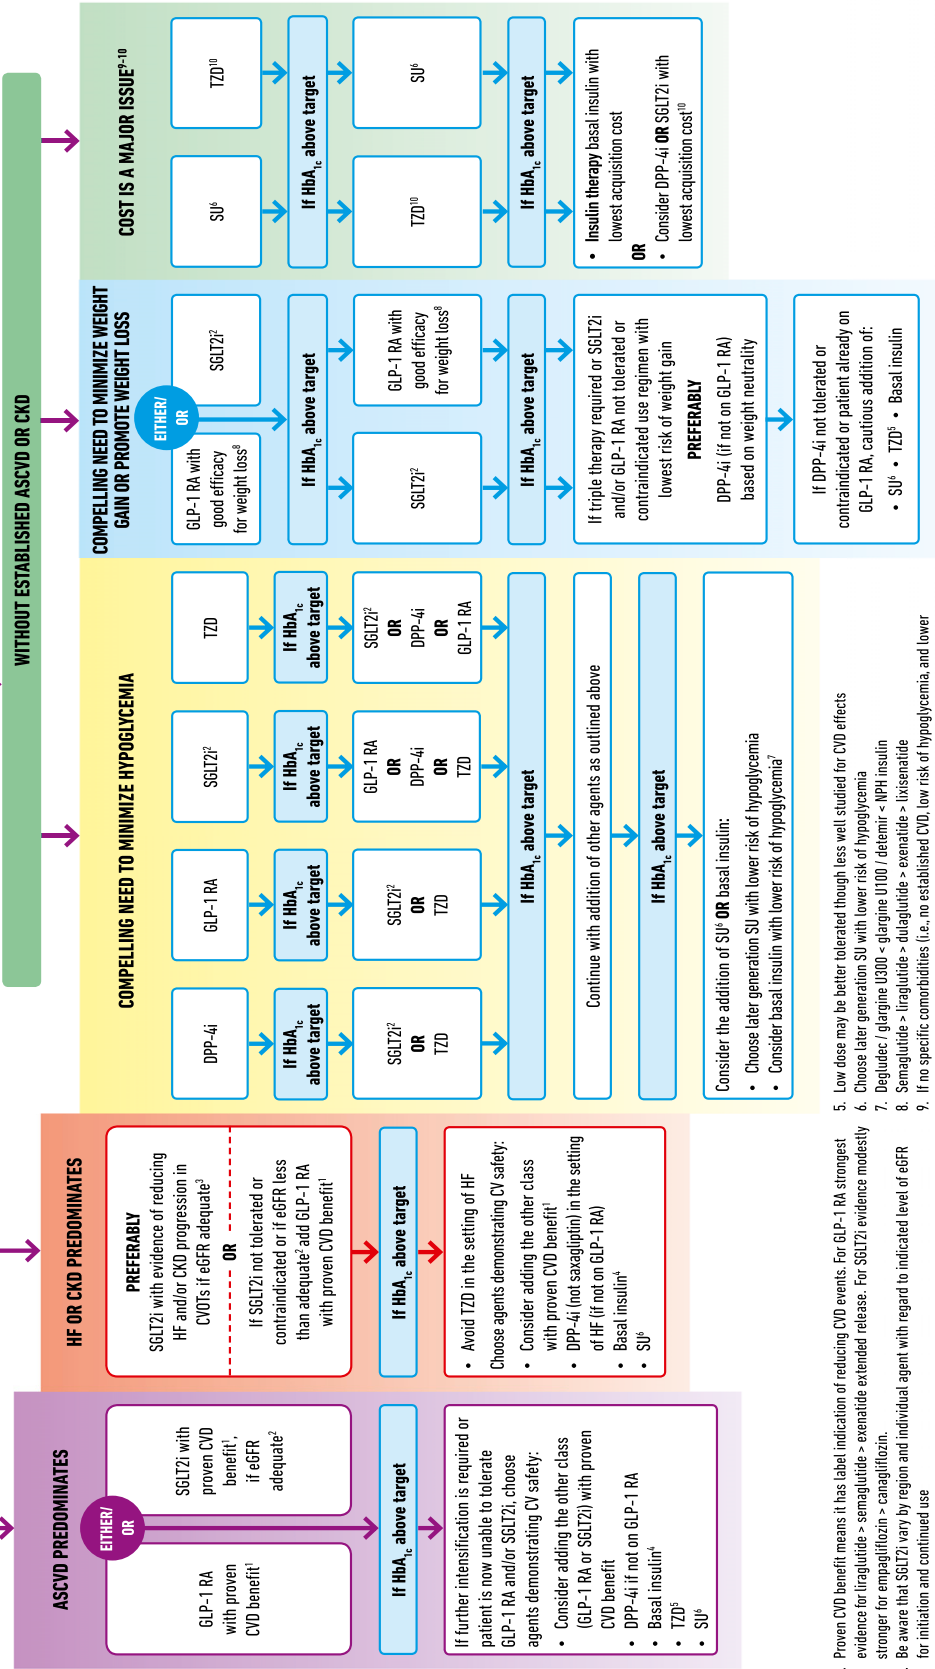 WITHOUT ESTABLISHED ASCVD OR CKD
ASCVD PREDOMINATES
EITHER/
OR
GLP-1 RA
with proven
CVD benefit¹
SGLT2i with
proven CVD
benefit¹,
if eGFR
adequate²
If HbA1c above target
If further intensification is required or
patient is now unable to tolerate
GLP-1 RA and/or SGLT2i, choose
agents demonstrating CV safety:
• Consider adding the other class
(GLP-1 RA or SGLT2i) with proven
CVD benefit
• DPP-4i if not on GLP-1 RA
• Basal insulin⁴
• TZD⁵
• SU⁶
HF OR CKD PREDOMINATES
PREFERABLY
SGLT2i with evidence of reducing
HF and/or CKD progression in
CVOTs if eGFR adequate³
OR
If SGLT2i not tolerated or
contraindicated or if eGFR less
than adequate² add GLP-1 RA
with proven CVD benefit¹
If HbA1c above target
• Avoid TZD in the setting of HF
Choose agents demonstrating CV safety:
• Consider adding the other class
with proven CVD benefit¹
• DPP-4i (not saxagliptin) in the setting
of HF (if not on GLP-1 RA)
• Basal insulin⁴
• SU⁶
COMPELLING NEED TO MINIMIZE HYPOGLYCEMIA
DPP-4i
If HbA1c
above target
SGLT2i²
OR
TZD
GLP-1 RA
If HbA1c
above target
SGLT2i²
OR
TZD
SGLT2i²
If HbA1c
above target
GLP-1 RA
OR
DPP-4i
OR
TZD
TZD
If HbA1c
above target
SGLT2i²
OR
DPP-4i
OR
GLP-1 RA
If HbA1c above target
Continue with addition of other agents as outlined above
If HbA1c above target
Consider the addition of SU⁶ OR basal insulin:
• Choose later generation SU with lower risk of hypoglycemia
• Consider basal insulin with lower risk of hypoglycemia⁷
COMPELLING NEED TO MINIMIZE WEIGHT
GAIN OR PROMOTE WEIGHT LOSS
EITHER/
OR
GLP-1 RA with
good efficacy
for weight loss⁸
SGLT2i²
If HbA1c above target
SGLT2i²
GLP-1 RA with
good efficacy
for weight loss⁸
If HbA1c above target
If triple therapy required or SGLT2i
and/or GLP-1 RA not tolerated or
contraindicated use regimen with
lowest risk of weight gain
PREFERABLY
DPP-4i (if not on GLP-1 RA)
based on weight neutrality
If DPP-4i not tolerated or
contraindicated or patient already on
GLP-1 RA, cautious addition of:
• SU⁶ • TZD⁵ • Basal insulin
COST IS A MAJOR ISSUE⁹⁻¹⁰
SU⁶
TZD¹⁰
If HbA1c above target
TZD¹⁰
SU⁶
If HbA1c above target
• Insulin therapy basal insulin with
lowest acquisition cost
OR
• Consider DPP-4i OR SGLT2i with
lowest acquisition cost¹⁰
Proven CVD benefit means it has label indication of reducing CVD events. For GLP-1 RA strongest
evidence for liraglutide > semaglutide > exenatide extended release. For SGLT2i evidence modestly
stronger for empagliflozin > canagliflozin.
Be aware that SGLT2i vary by region and individual agent with regard to indicated level of eGFR
for initiation and continued use
5. Low dose may be better tolerated though less well studied for CVD effects
6. Choose later generation SU with lower risk of hypoglycemia
7. Degludec / glargine U300 < glargine U100 / detemir < NPH insulin
8. Semaglutide > liraglutide > dulaglutide > exenatide > lixisenatide
9. If no specific comorbidities (i.e., no established CVD, low risk of hypoglycemia, and lower